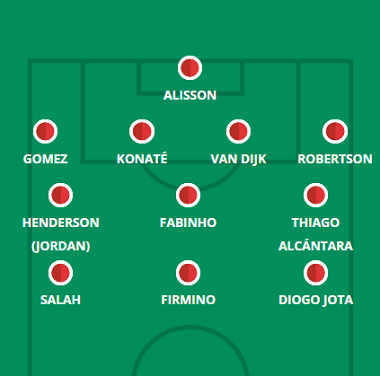 ALISSON
GOMEZ KONATÉ VAN DIJK ROBERTSON
HENDERSON (JORDAN) FABINHO THIAGO ALCÁNTARA
SALAH FIRMINO DIOGO JOTA